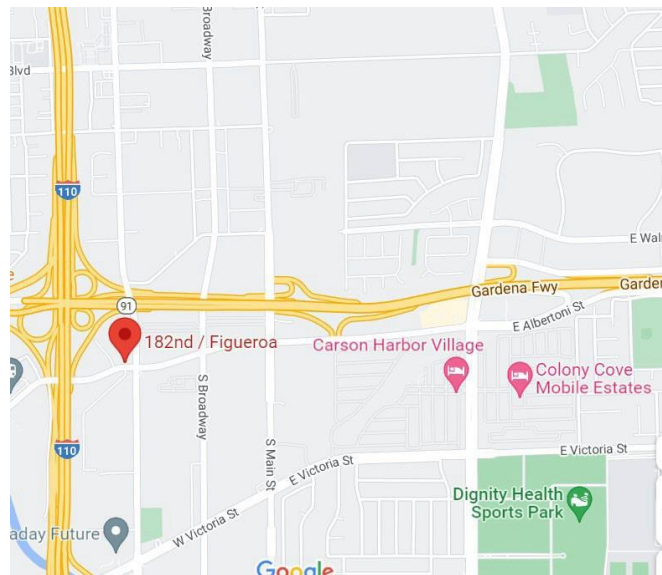 Broadway
Blvd
110
E Wal
Gardena Fwy
Garder
91
E Albertoni St
182nd / Figueroa
Carson Harbor Village
Colony Cove
Mobile Estates
S Broadway
S Main St
110
E Victoria St
E Victoria St
Dignity Health
Sports Park
W Victoria St
aday Future
Google